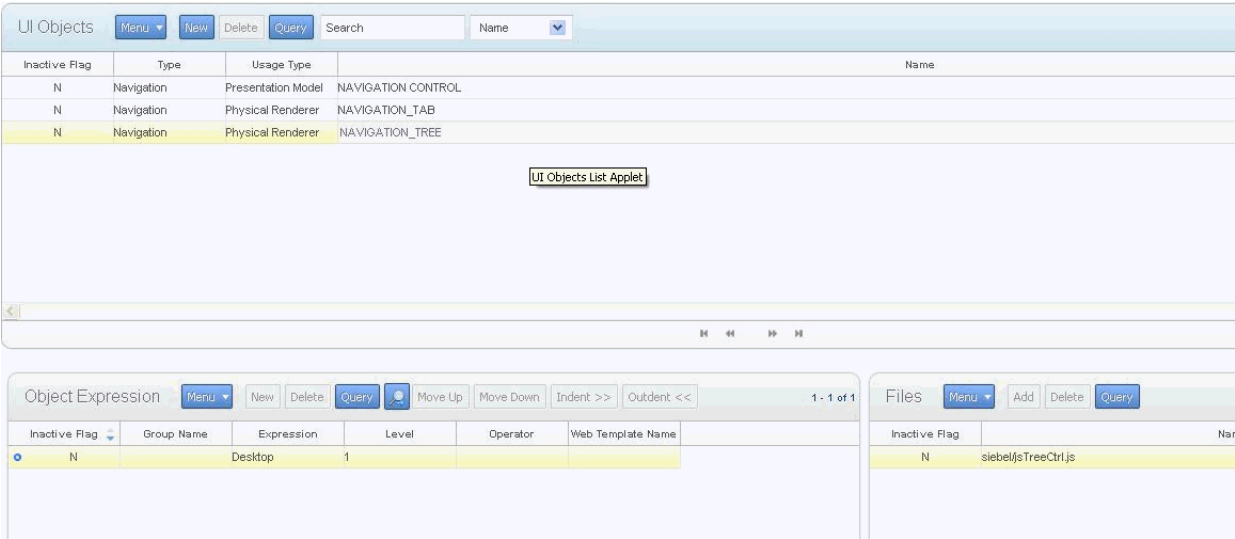 UI Objects Menu New Delete Query Search Name
Inactive Flag Type Usage Type Name
N Navigation Presentation Model NAVIGATION CONTROL
N Navigation Physical Renderer NAVIGATION_TAB
N Navigation Physical Renderer NAVIGATION_TREE
UI Objects List Applet
Object Expression Menu New Delete Query Move Up Move Down Indent >> Outdent << 1 - 1 of 1
Inactive Flag Group Name Expression Level Operator Web Template Name
N Desktop 1
Files Menu Add Delete Query
Inactive Flag
N siebel/jsTreeCtrl.js